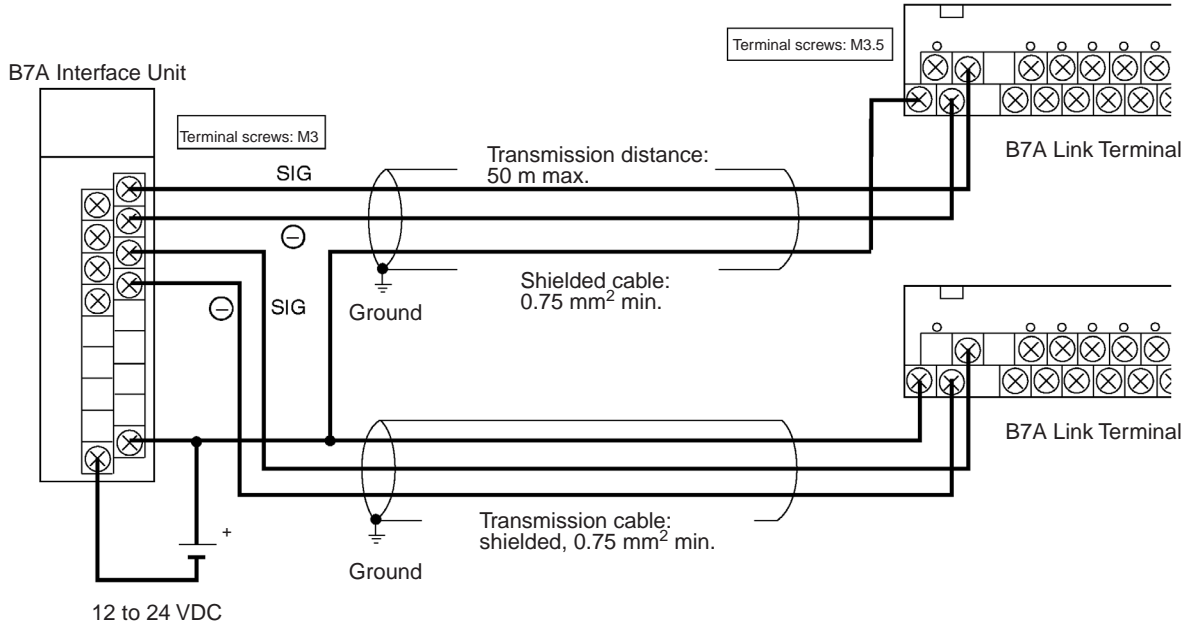 Terminal screws: M3.5
B7A Interface Unit
Terminal screws: M3
B7A Link Terminal
Transmission distance:
50 m max.
SIG
⊖
Shielded cable:
0.75 mm² min.
SIG
⊖
Ground
B7A Link Terminal
Transmission cable:
shielded, 0.75 mm² min.
+
Ground
12 to 24 VDC